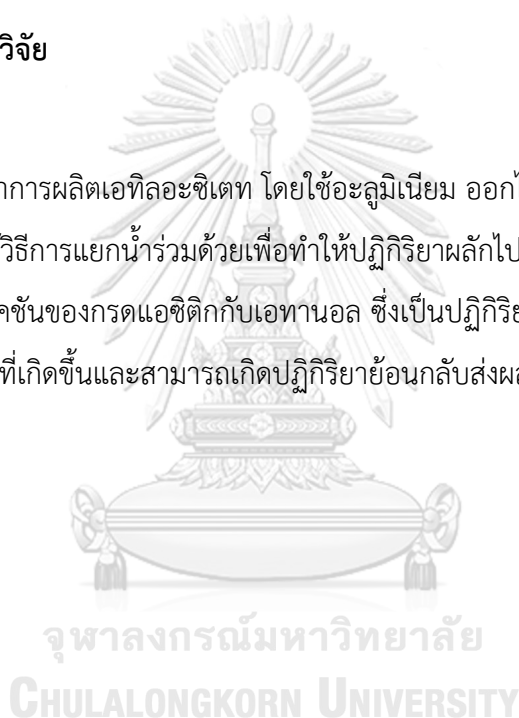 วิจัย
าการผลิตเอทิลอะซิเตท โดยใช้อะลูมิเนียม ออกไ
วิธีการแยกน้ำร่วมด้วยเพื่อทำให้ปฏิกิริยาผลักไป
คชันของกรดแอซิติกกับเอทานอล ซึ่งเป็นปฏิกิริย
ที่เกิดขึ้นและสามารถเกิดปฏิกิริยาย้อนกลับส่งผล
จุฬาลงกรณ์มหาวิทยาลัย
CHULALONGKORN UNIVERSITY